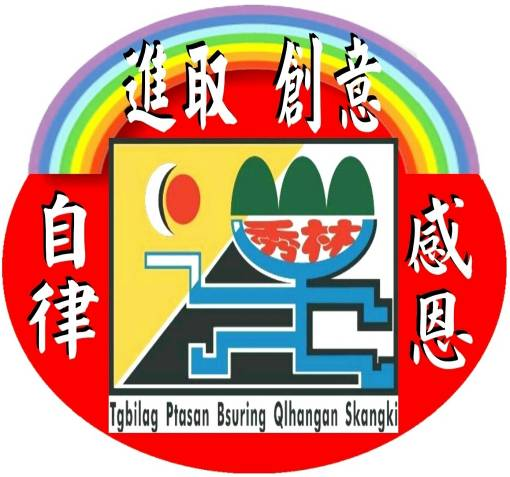 進取 創意
自律
感恩
秀林
Tgbilag Ptasan Bsuring Qlhangan Skangki